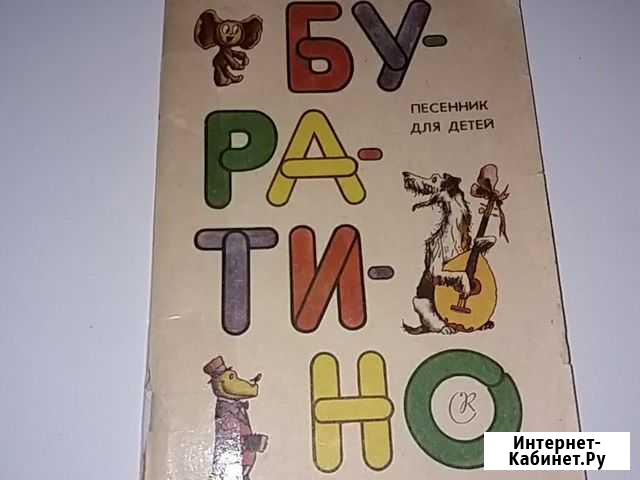 БУ-
ПЕСЕННИК
ДЛЯ ДЕТЕЙ
РА-
ТИ-
НО
Интернет-
Кабинет.Ру